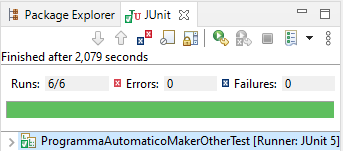 Package Explorer JUnit
Finished after 2,079 seconds
Runs: 6/6 Errors: 0 Failures: 0
ProgrammaAutomaticoMakerOtherTest [Runner: JUnit 5]